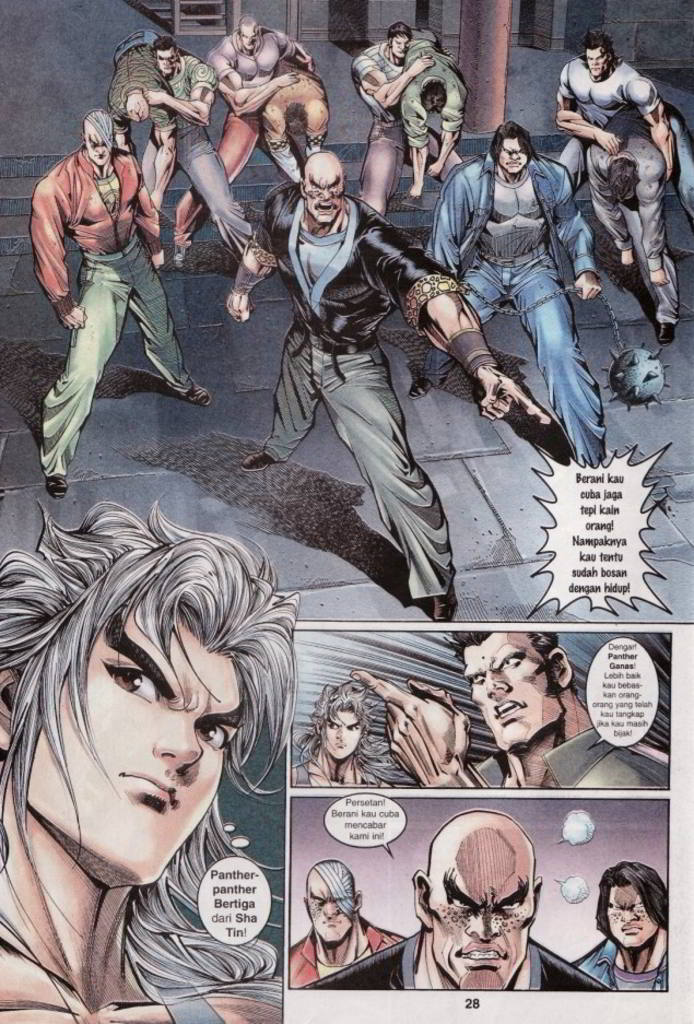 Berani kau
cuba jaga
tepi kain
orang!
Nampaknya
kau tentu
sudah bosan
dengan hidup!
Dengar!
Panther
Ganas!
Lebih baik
kau bebas-
kan orang-
orang yang telah
kau tangkap
jika kau masih
bijak!
Panther-
panther
Bertiga
dari Sha
Tin!
Persetan!
Berani kau cuba
mencabar
kami ini!
28